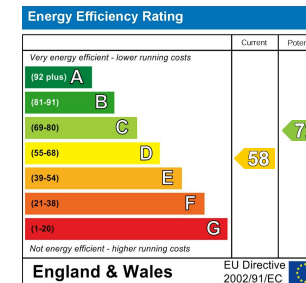 Energy Efficiency Rating
Current
Very energy efficient - lower running costs
(92 plus) A
(81-91) B
(69-80) C
(55-68) D
58
(39-54) E
(21-38) F
(1-20) G
Not energy efficient - higher running costs
England & Wales
EU Directive
2002/91/EC